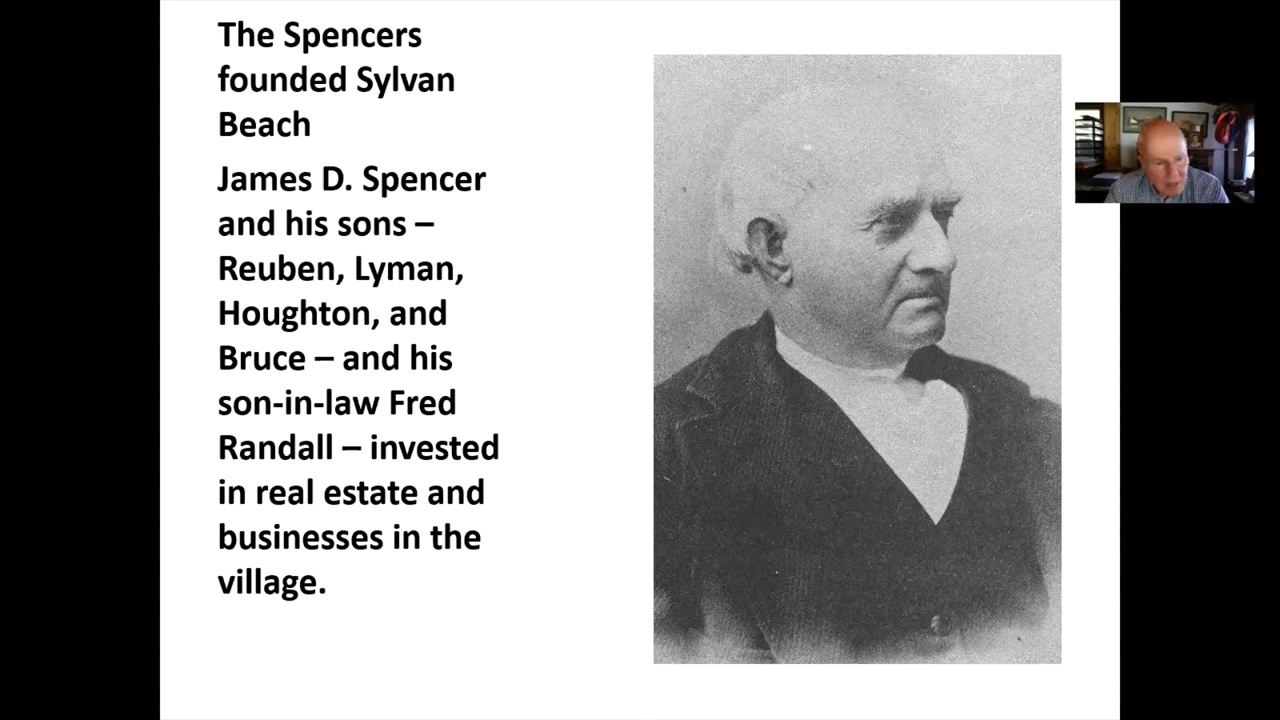 The Spencers
founded Sylvan
Beach
James D. Spencer
and his sons –
Reuben, Lyman,
Houghton, and
Bruce – and his
son-in-law Fred
Randall – invested
in real estate and
businesses in the
village.